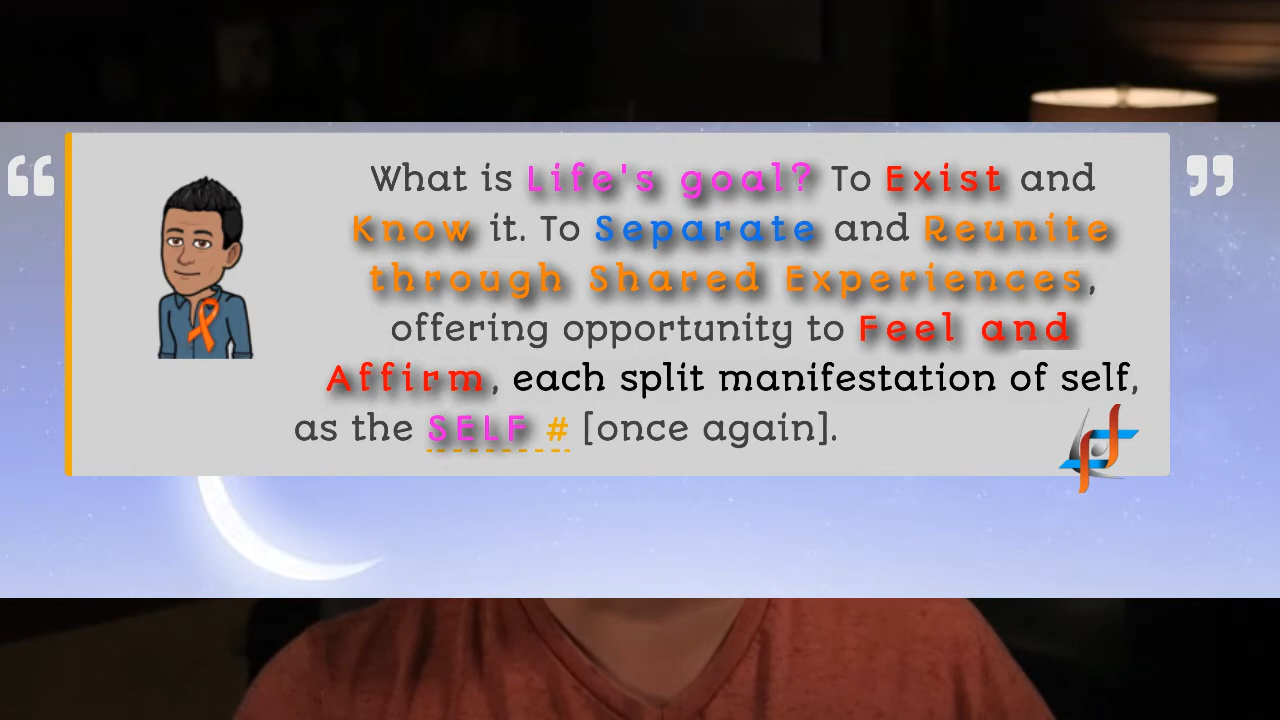 What is Life's goal? To Exist and
Know it. To Separate and Reunite
through Shared Experiences,
offering opportunity to Feel and
Affirm, each split manifestation of self,
as the SELF # [once again].